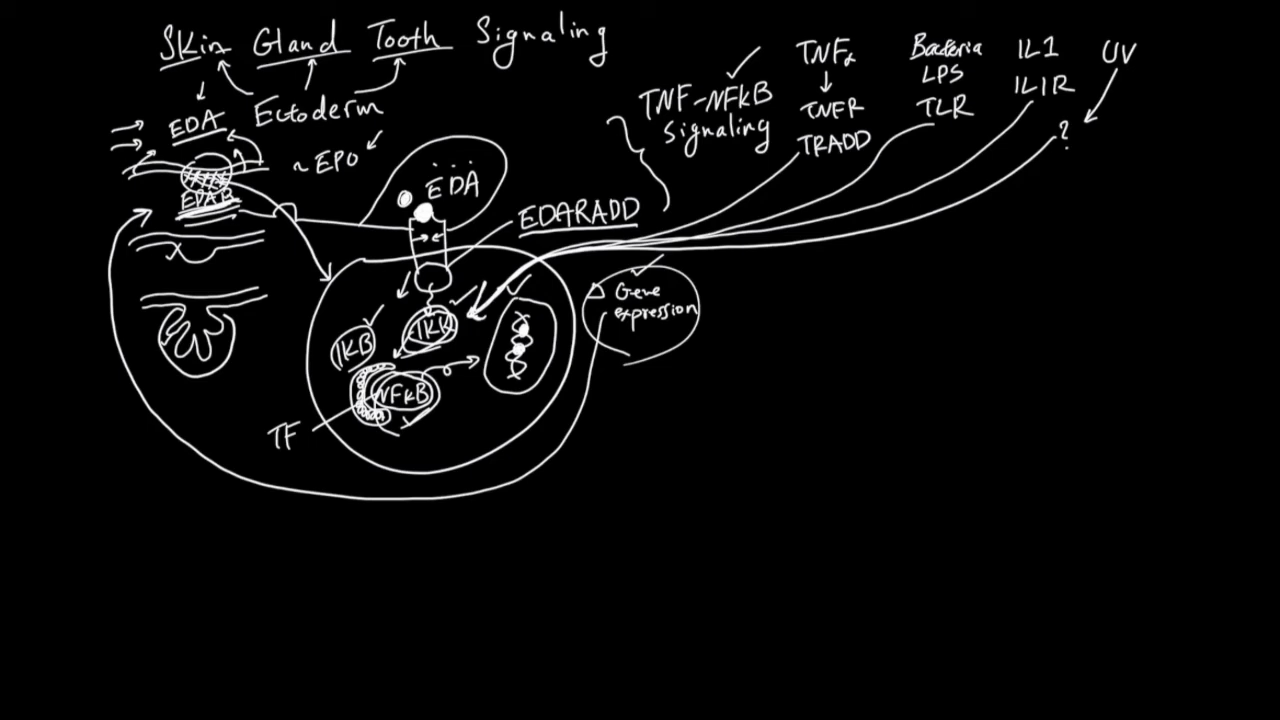 Skin Gland Tooth Signaling
Ectoderm
EDA
~ EPO
EDAR
EDA
EDARADD
TNF-NFkB
Signaling
TNFα
TNFR
TRADD
Bacteria
LPS
TLR
IL1
IL1R
UV
?
Δ Gene
expression
IKB
IKK
NFkB
TF